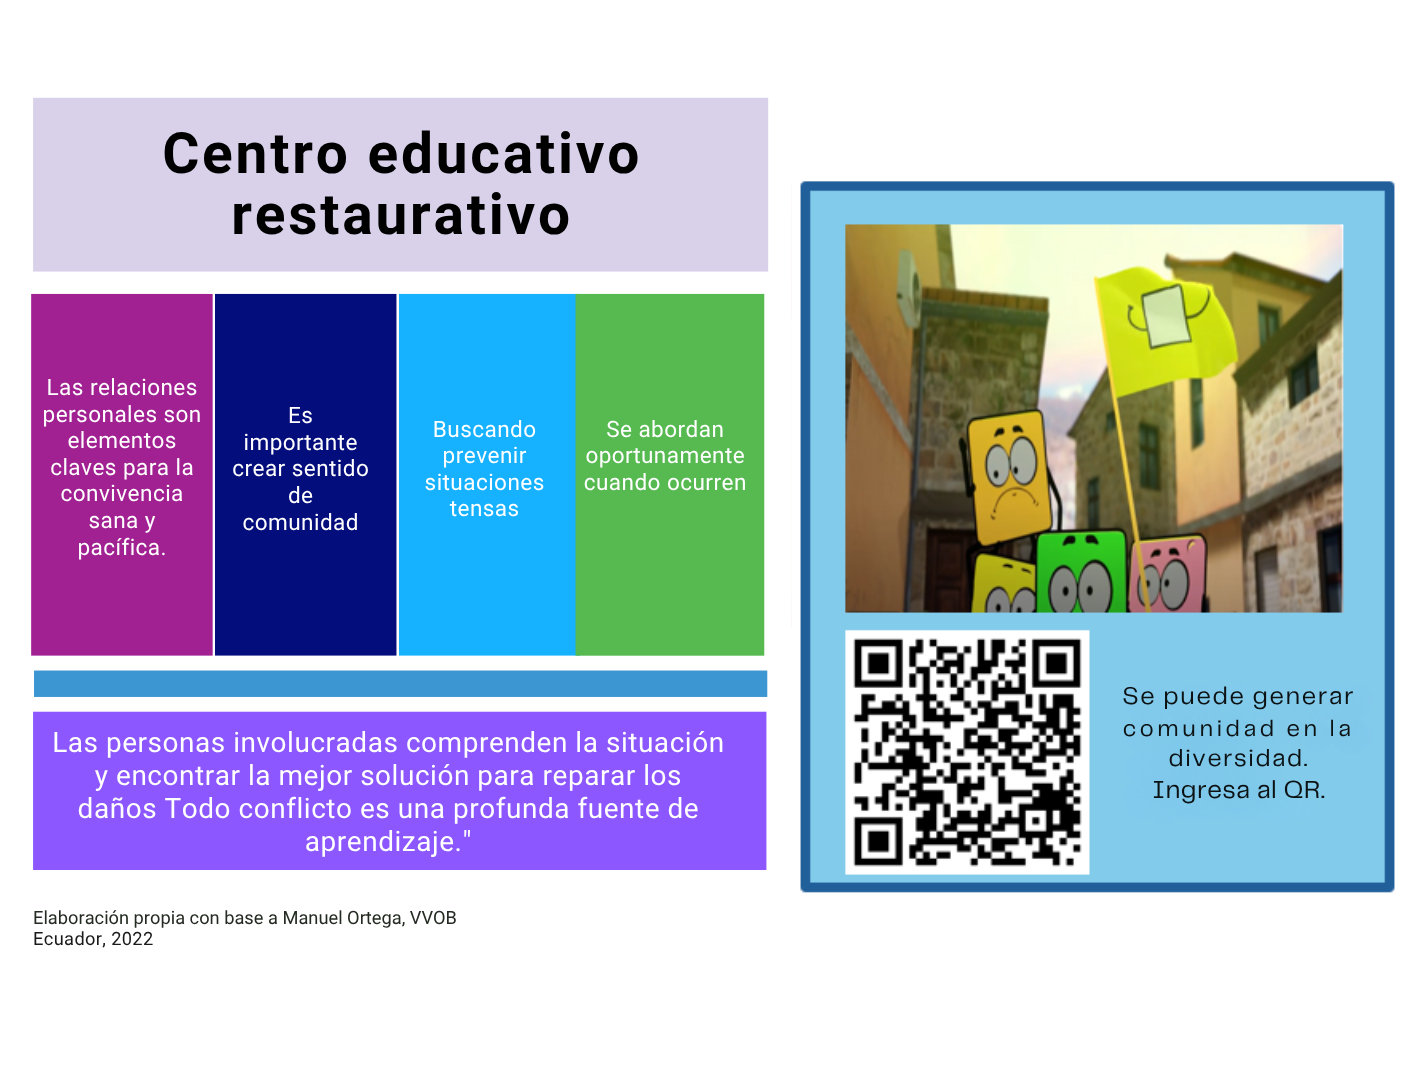 Centro educativo
restaurativo
Las relaciones
personales son
elementos
claves para la
convivencia
sana y
pacífica.
Es
importante
crear sentido
de
comunidad
Buscando
prevenir
situaciones
tensas
Se abordan
oportunamente
cuando ocurren
Las personas involucradas comprenden la situación
y encontrar la mejor solución para reparar los
daños Todo conflicto es una profunda fuente de
aprendizaje."
Elaboración propia con base a Manuel Ortega, VVOB
Ecuador, 2022
Se puede generar
comunidad en la
diversidad.
Ingresa al QR.